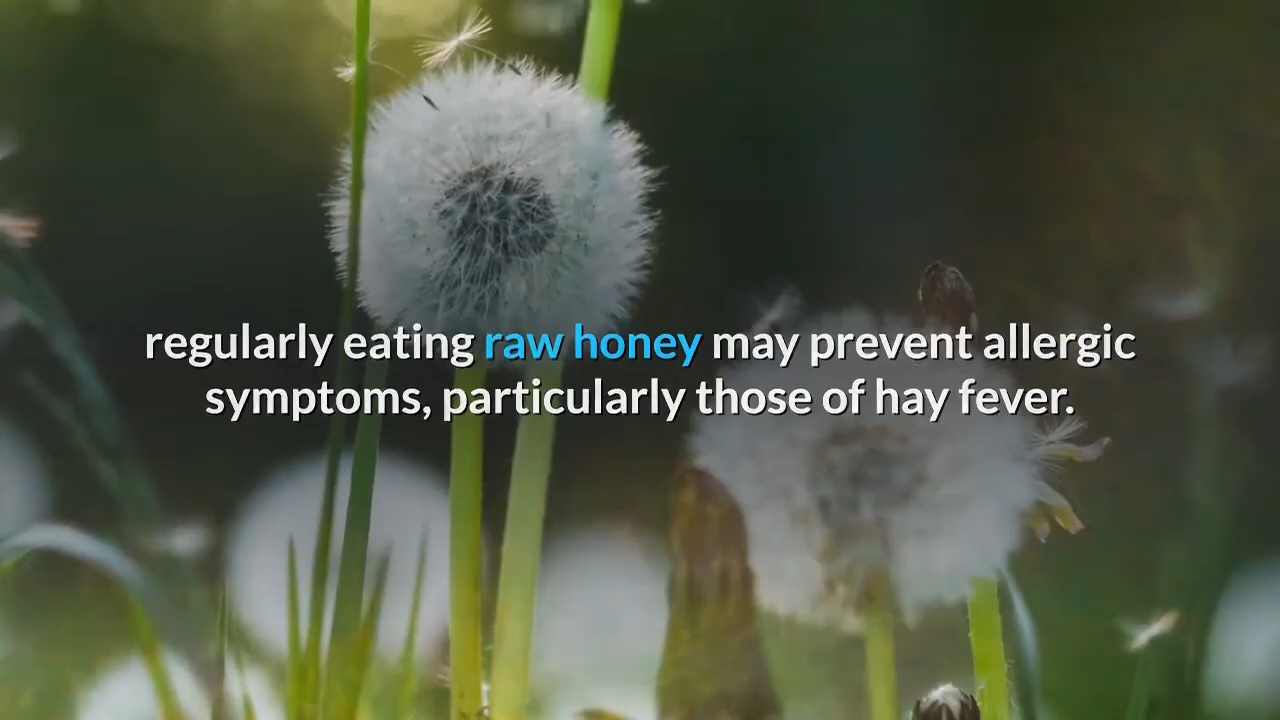 regularly eating raw honey may prevent allergic
symptoms, particularly those of hay fever.